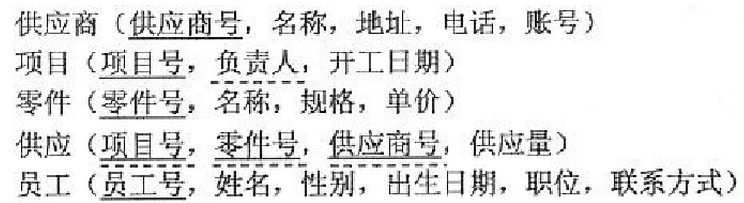 供应商（供应商号，名称，地址，电话，账号）
项目（项目号，负责人，开工日期）
零件（零件号，名称，规格，单价）
供应（项目号，零件号，供应商号，供应量）
员工（员工号，姓名，性别，出生日期，职位，联系方式）